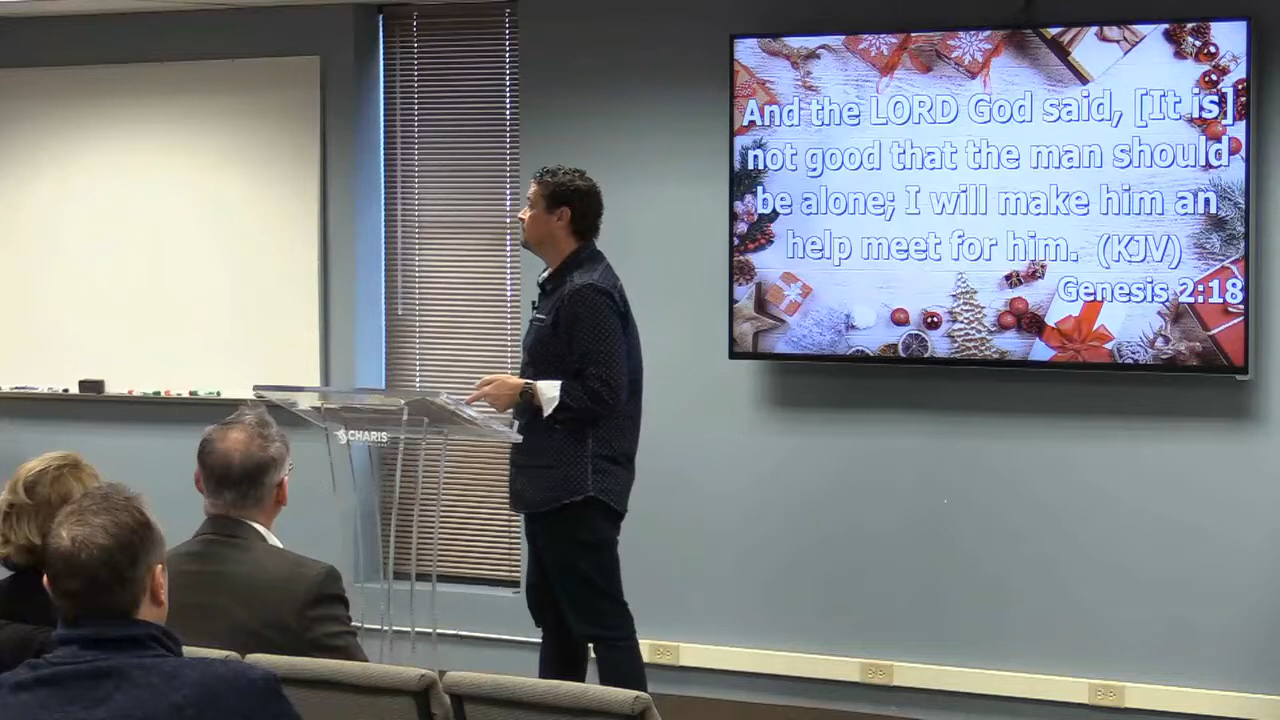 And the LORD God said, [It is]
not good that the man should
be alone; I will make him an
help meet for him. (KJV)
Genesis 2:18
CHARIS